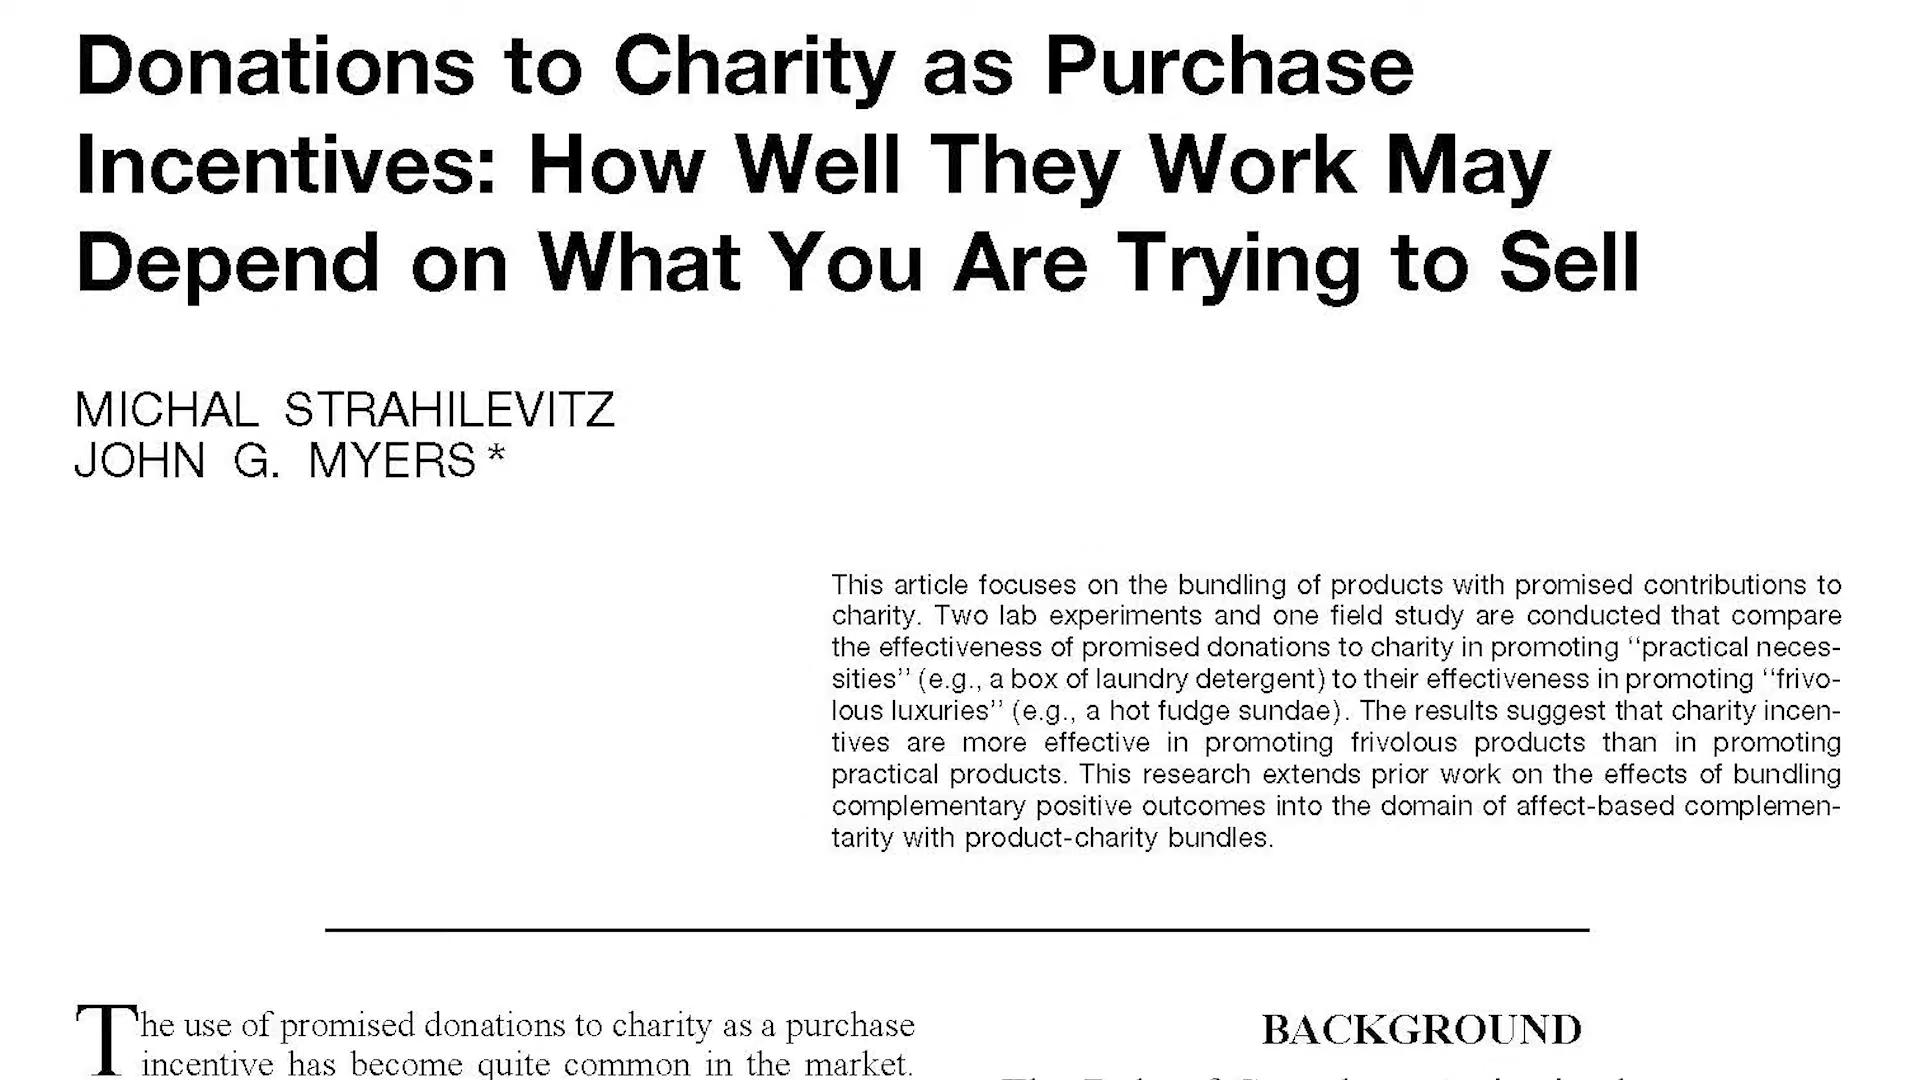 Donations to Charity as Purchase
Incentives: How Well They Work May
Depend on What You Are Trying to Sell
MICHAL STRAHILEVITZ
JOHN G. MYERS*
This article focuses on the bundling of products with promised contributions to
charity. Two lab experiments and one field study are conducted that compare
the effectiveness of promised donations to charity in promoting “practical neces-
sities” (e.g., a box of laundry detergent) to their effectiveness in promoting “frivo-
lous luxuries” (e.g., a hot fudge sundae). The results suggest that charity incen-
tives are more effective in promoting frivolous products than in promoting
practical products. This research extends prior work on the effects of bundling
complementary positive outcomes into the domain of affect-based complemen-
tarity with product-charity bundles.
The use of promised donations to charity as a purchase
incentive has become quite common in the market.
BACKGROUND